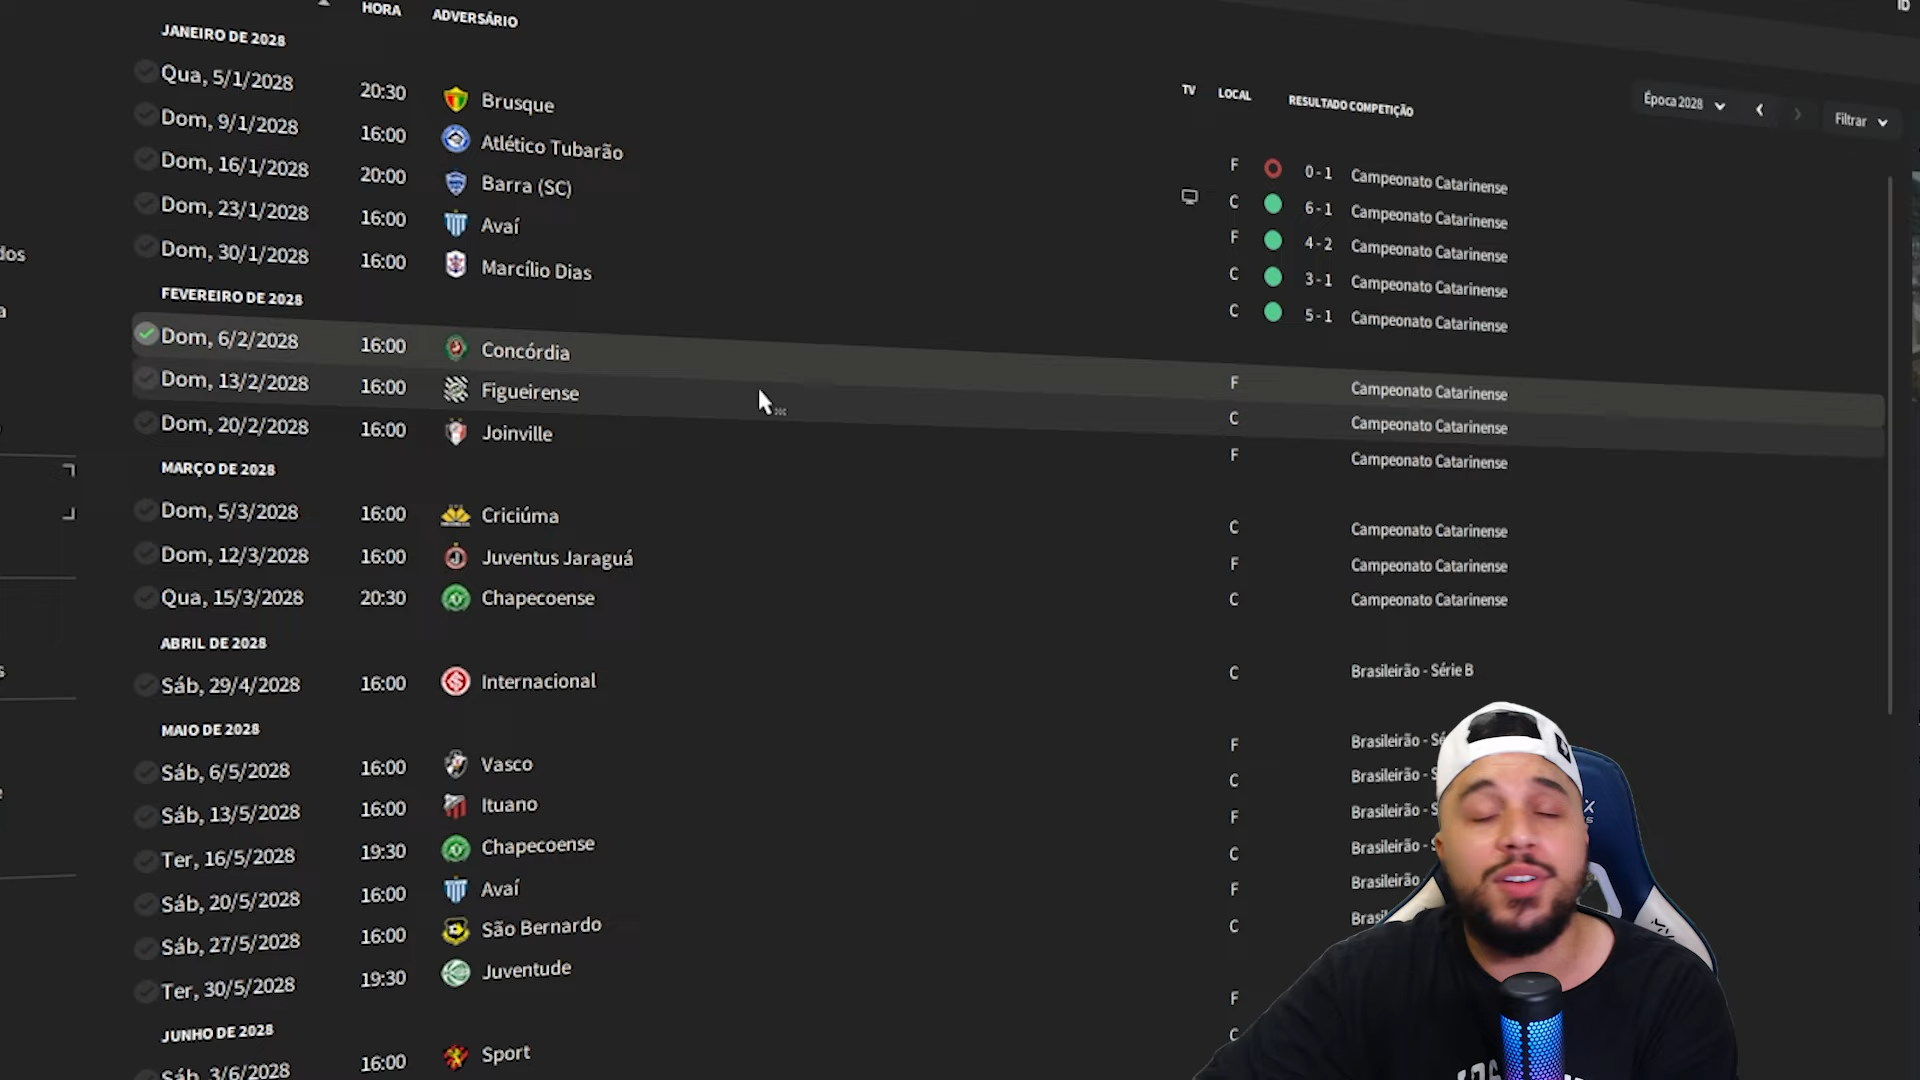 ID
HORA ADVERSÁRIO
TV LOCAL RESULTADO COMPETIÇÃO
Época 2028 Filtrar
JANEIRO DE 2028
Qua, 5/1/2028 20:30 Brusque F 0 - 1 Campeonato Catarinense
Dom, 9/1/2028 16:00 Atlético Tubarão C 6 - 1 Campeonato Catarinense
Dom, 16/1/2028 20:00 Barra (SC) F 4 - 2 Campeonato Catarinense
Dom, 23/1/2028 16:00 Avaí C 3 - 1 Campeonato Catarinense
Dom, 30/1/2028 16:00 Marcílio Dias C 5 - 1 Campeonato Catarinense
dos
a
FEVEREIRO DE 2028
Dom, 6/2/2028 16:00 Concórdia F Campeonato Catarinense
Dom, 13/2/2028 16:00 Figueirense C Campeonato Catarinense
Dom, 20/2/2028 16:00 Joinville F Campeonato Catarinense
MARÇO DE 2028
Dom, 5/3/2028 16:00 Criciúma C Campeonato Catarinense
Dom, 12/3/2028 16:00 Juventus Jaraguá F Campeonato Catarinense
Qua, 15/3/2028 20:30 Chapecoense C Campeonato Catarinense
ABRIL DE 2028
s
Sáb, 29/4/2028 16:00 Internacional C Brasileirão - Série B
MAIO DE 2028
Sáb, 6/5/2028 16:00 Vasco F Brasileirão - Sé
e
Sáb, 13/5/2028 16:00 Ituano C Brasileirão - S
Ter, 16/5/2028 19:30 Chapecoense F Brasileirão - S
Sáb, 20/5/2028 16:00 Avaí C Brasileirão - S
Sáb, 27/5/2028 16:00 São Bernardo F Brasileirão
Ter, 30/5/2028 19:30 Juventude C Brasi
JUNHO DE 2028
Sáb, 3/6/2028 16:00 Sport F
C